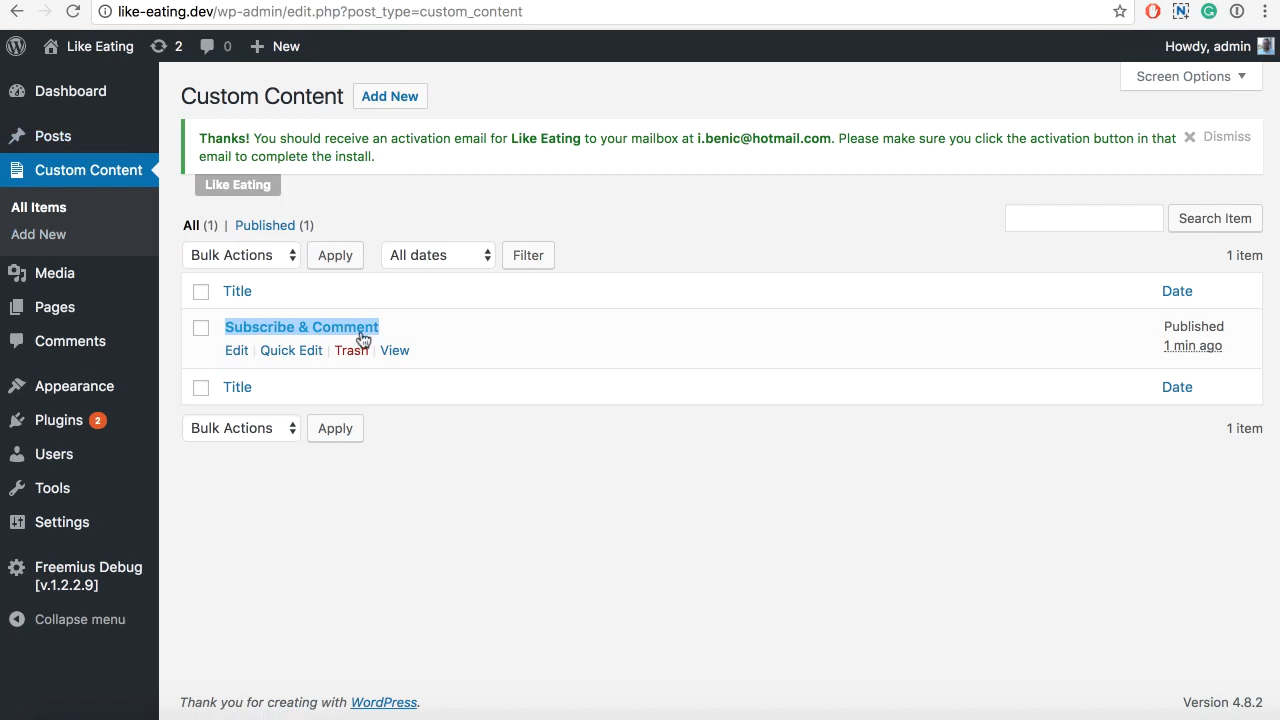 like-eating.dev/wp-admin/edit.php?post_type=custom_content
Like Eating 2 0 New Howdy, admin
Screen Options
Dashboard
Posts
Custom Content
All Items
Add New
Media
Pages
Comments
Appearance
Plugins 2
Users
Tools
Settings
Freemius Debug
[v.1.2.2.9]
Collapse menu
Custom Content Add New
Thanks! You should receive an activation email for Like Eating to your mailbox at i.benic@hotmail.com. Please make sure you click the activation button in that
email to complete the install.
Dismiss
Like Eating
All (1) | Published (1)
Search Item
Bulk Actions Apply All dates Filter 1 item
Title Date
Subscribe & Comment Published
Edit | Quick Edit | Trash | View 1 min ago
Title Date
Bulk Actions Apply 1 item
Thank you for creating with WordPress. Version 4.8.2